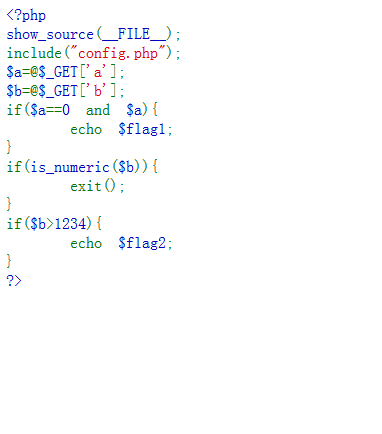 <?php
show_source(__FILE__);
include("config.php");
$a=@$_GET['a'];
$b=@$_GET['b'];
if($a==0 and $a){
echo $flag1;
}
if(is_numeric($b)){
exit();
}
if($b>1234){
echo $flag2;
}
?>